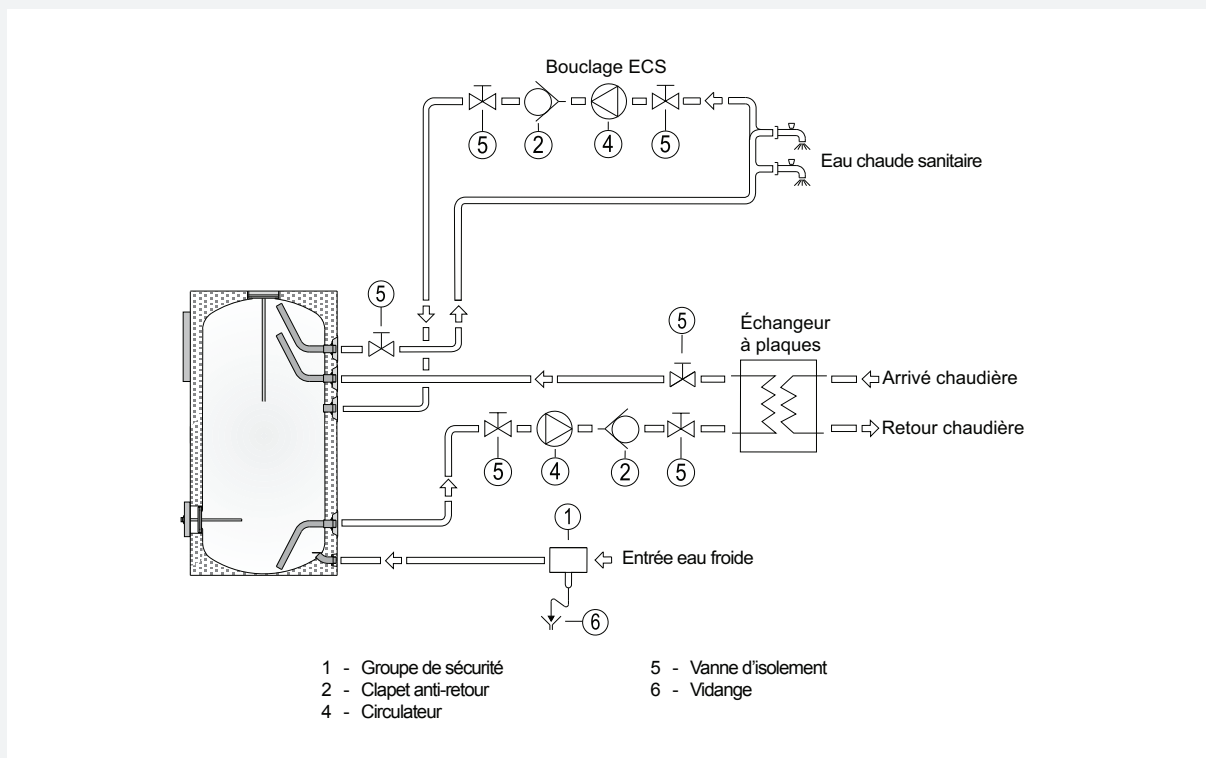 Bouclage ECS
5
2
4
5
Eau chaude sanitaire
5
5
Échangeur
à plaques
Arrivé chaudière
Retour chaudière
5
4
2
5
1
Entrée eau froide
6
1 - Groupe de sécurité
2 - Clapet anti-retour
4 - Circulateur
5 - Vanne d'isolement
6 - Vidange